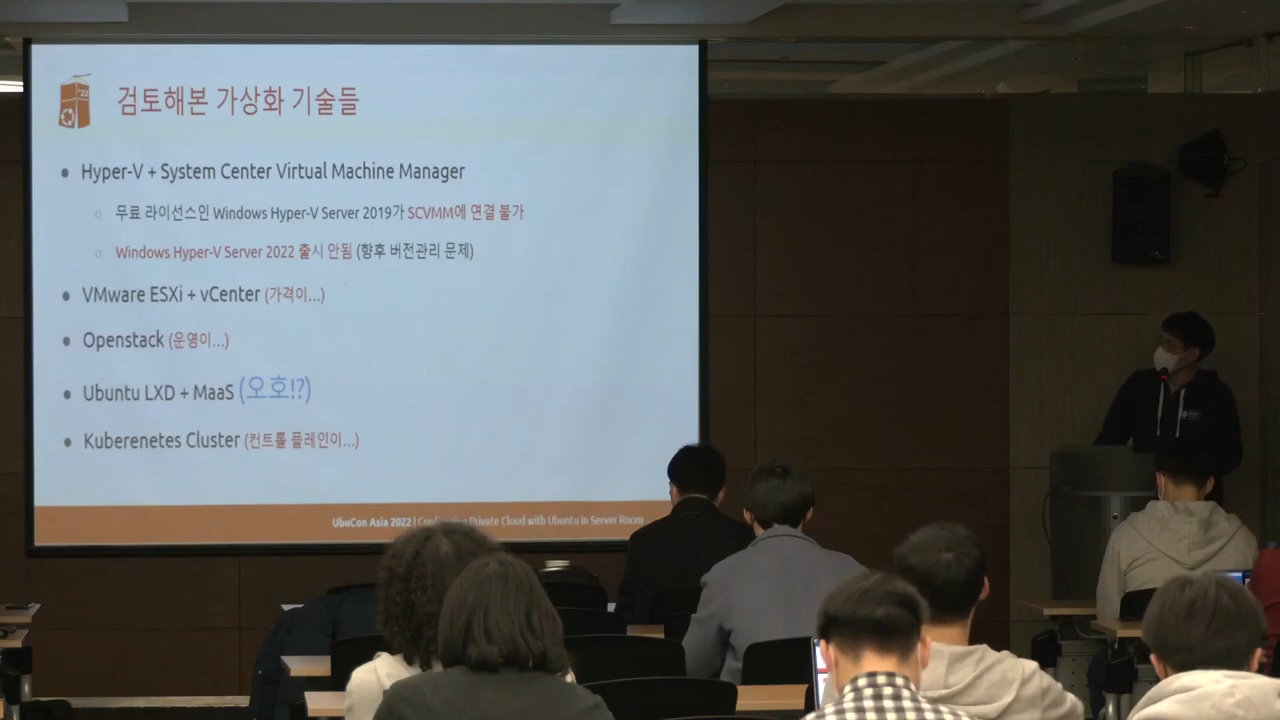 검토해본 가상화 기술들
Hyper-V + System Center Virtual Machine Manager
무료 라이선스인 Windows Hyper-V Server 2019가 SCVMM에 연결 불가
Windows Hyper-V Server 2022 출시 안됨 (향후 버전관리 문제)
VMware ESXi + vCenter (가격이...)
Openstack (운영이...)
Ubuntu LXD + MaaS (오호!?)
Kuberenetes Cluster (컨트롤 플레인이...)
UbuCon Asia 2022 | Configuring Private Cloud with Ubuntu in Server Room